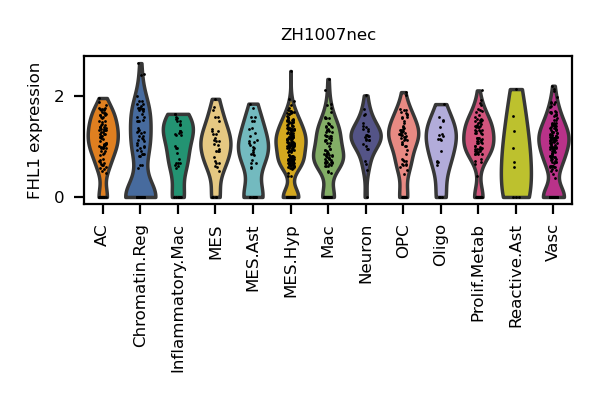 ZH1007nec
FHL1 expression
2
0
AC
Chromatin.Reg
Inflammatory.Mac
MES
MES.Ast
MES.Hyp
Mac
Neuron
OPC
Oligo
Prolif.Metab
Reactive.Ast
Vasc